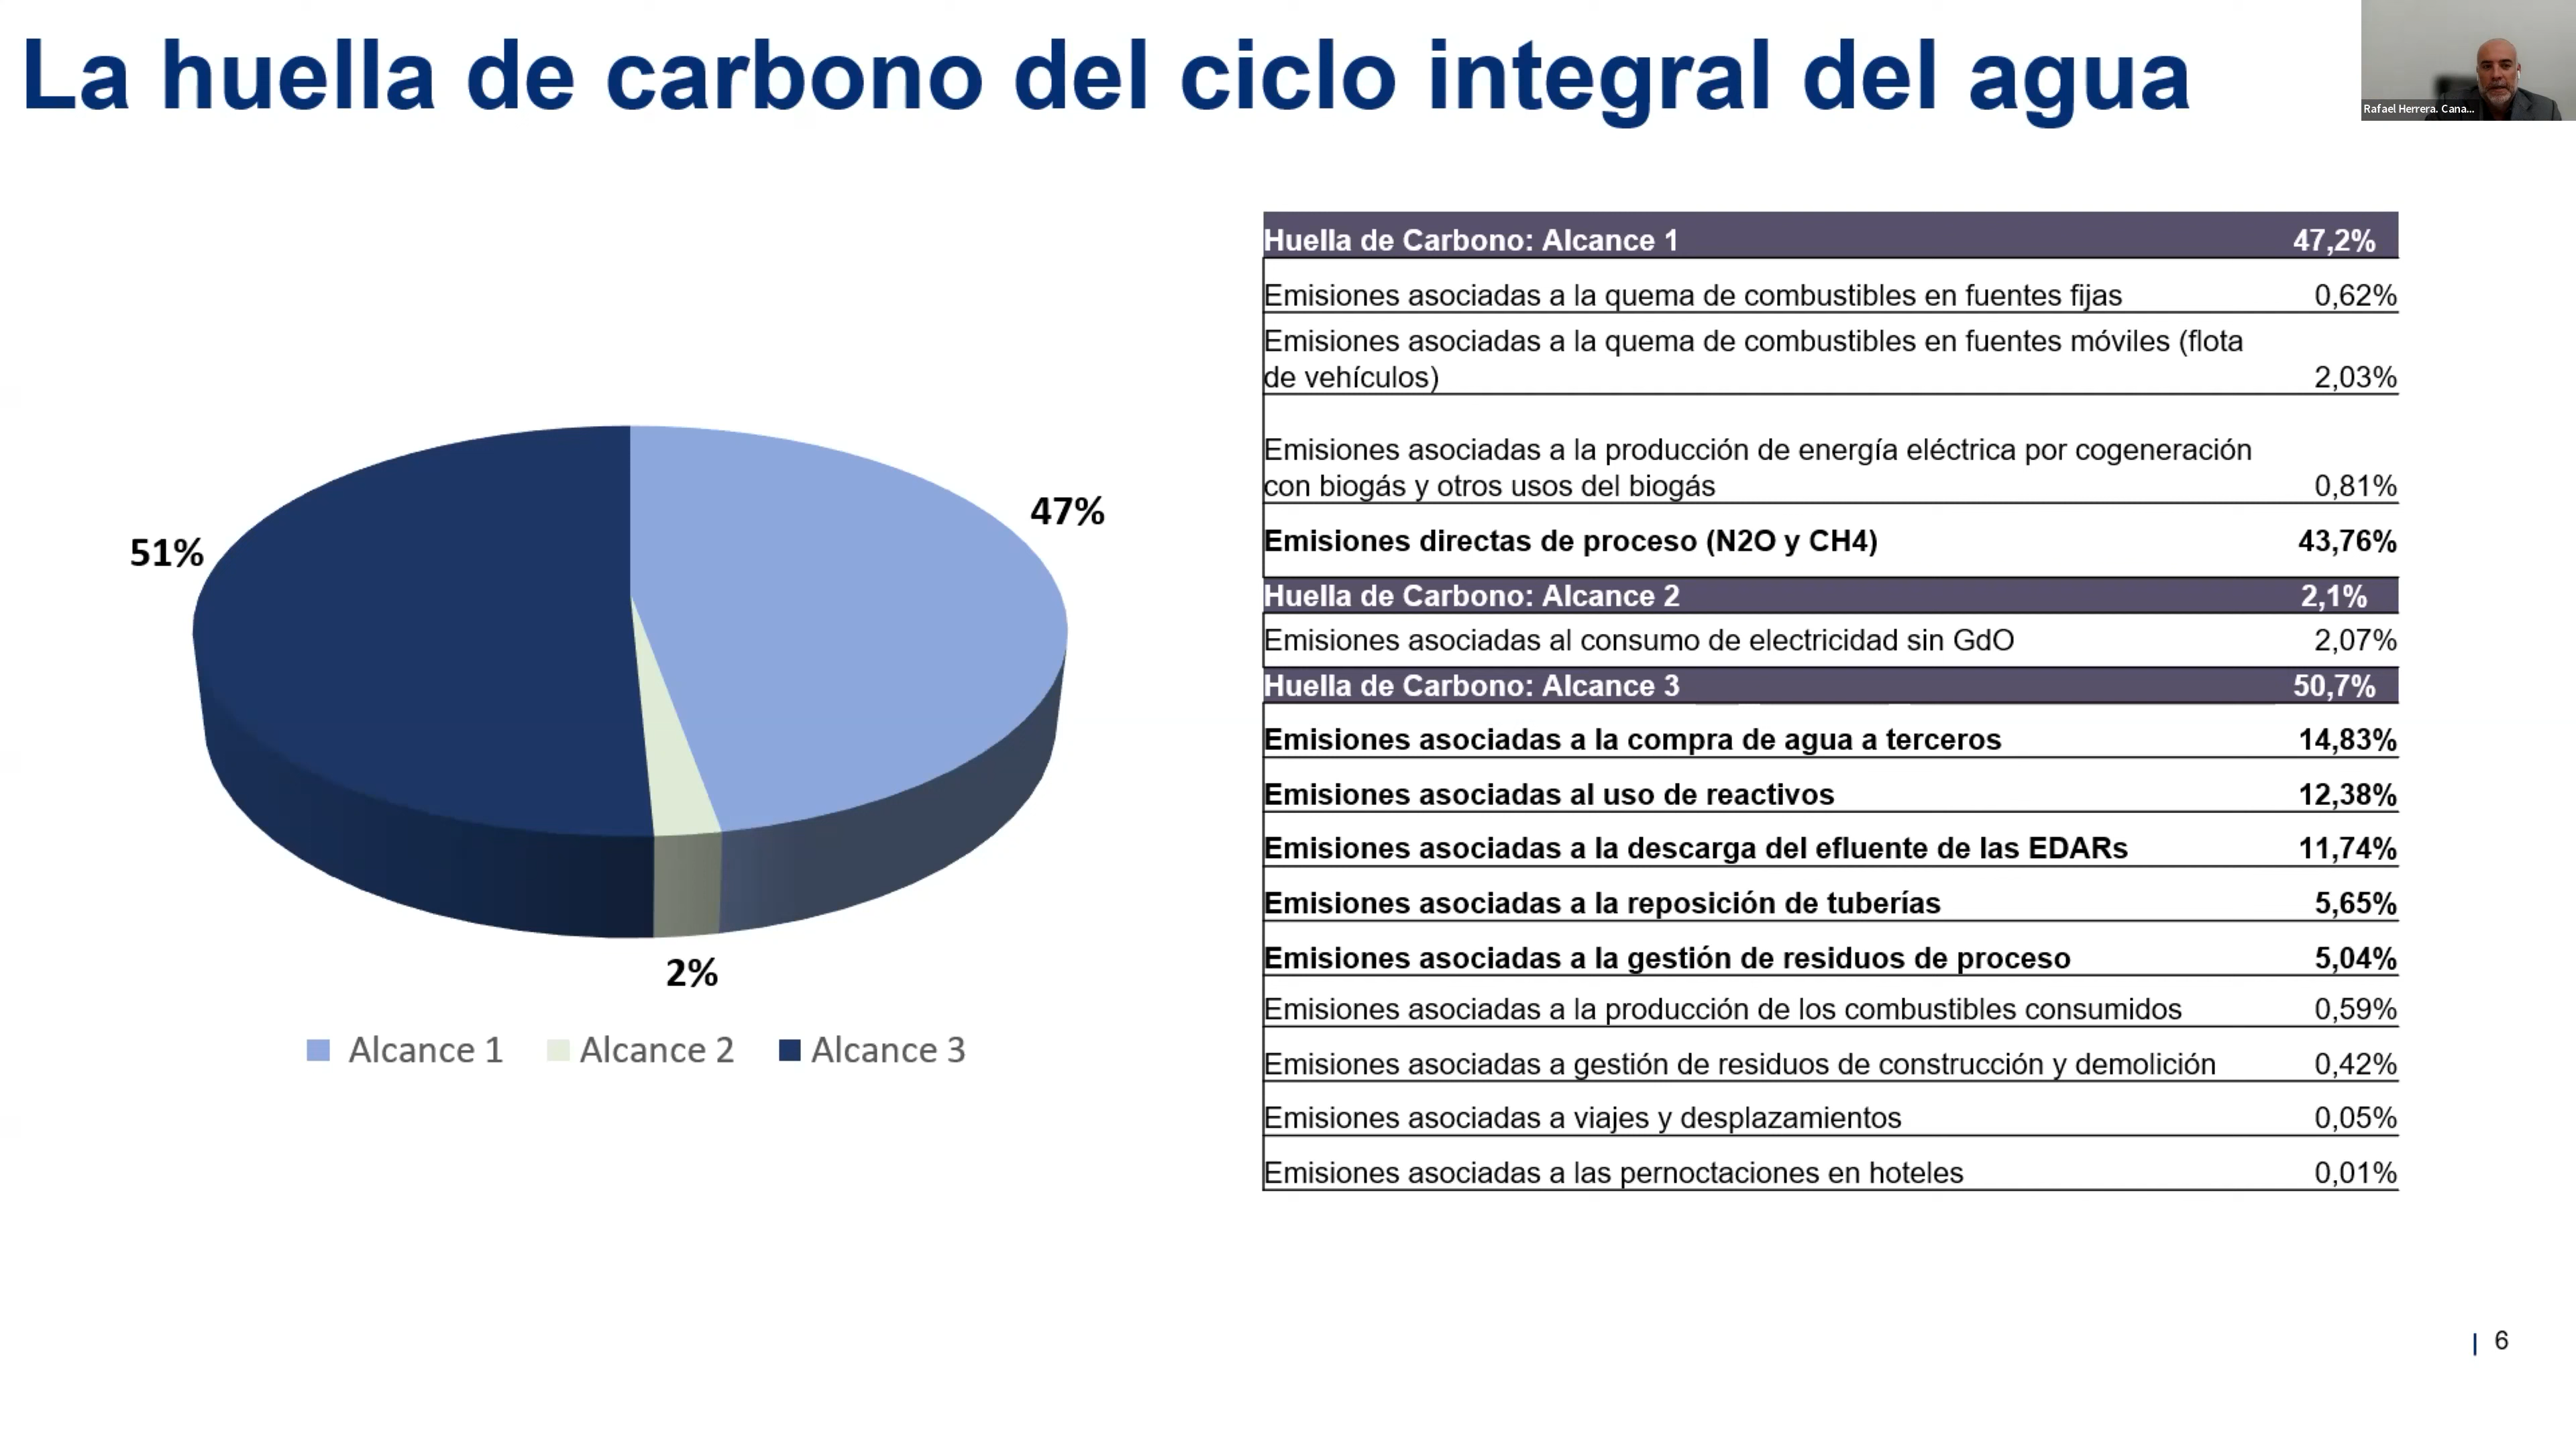 La huella de carbono del ciclo integral del agua
Rafael Herrera. Cana...
51%
47%
2%
Alcance 1
Alcance 2
Alcance 3
Huella de Carbono: Alcance 1 47,2%
Emisiones asociadas a la quema de combustibles en fuentes fijas 0,62%
Emisiones asociadas a la quema de combustibles en fuentes móviles (flota
de vehículos) 2,03%
Emisiones asociadas a la producción de energía eléctrica por cogeneración
con biogás y otros usos del biogás 0,81%
Emisiones directas de proceso (N2O y CH4) 43,76%
Huella de Carbono: Alcance 2 2,1%
Emisiones asociadas al consumo de electricidad sin GdO 2,07%
Huella de Carbono: Alcance 3 50,7%
Emisiones asociadas a la compra de agua a terceros 14,83%
Emisiones asociadas al uso de reactivos 12,38%
Emisiones asociadas a la descarga del efluente de las EDARs 11,74%
Emisiones asociadas a la reposición de tuberías 5,65%
Emisiones asociadas a la gestión de residuos de proceso 5,04%
Emisiones asociadas a la producción de los combustibles consumidos 0,59%
Emisiones asociadas a gestión de residuos de construcción y demolición 0,42%
Emisiones asociadas a viajes y desplazamientos 0,05%
Emisiones asociadas a las pernoctaciones en hoteles 0,01%
| 6